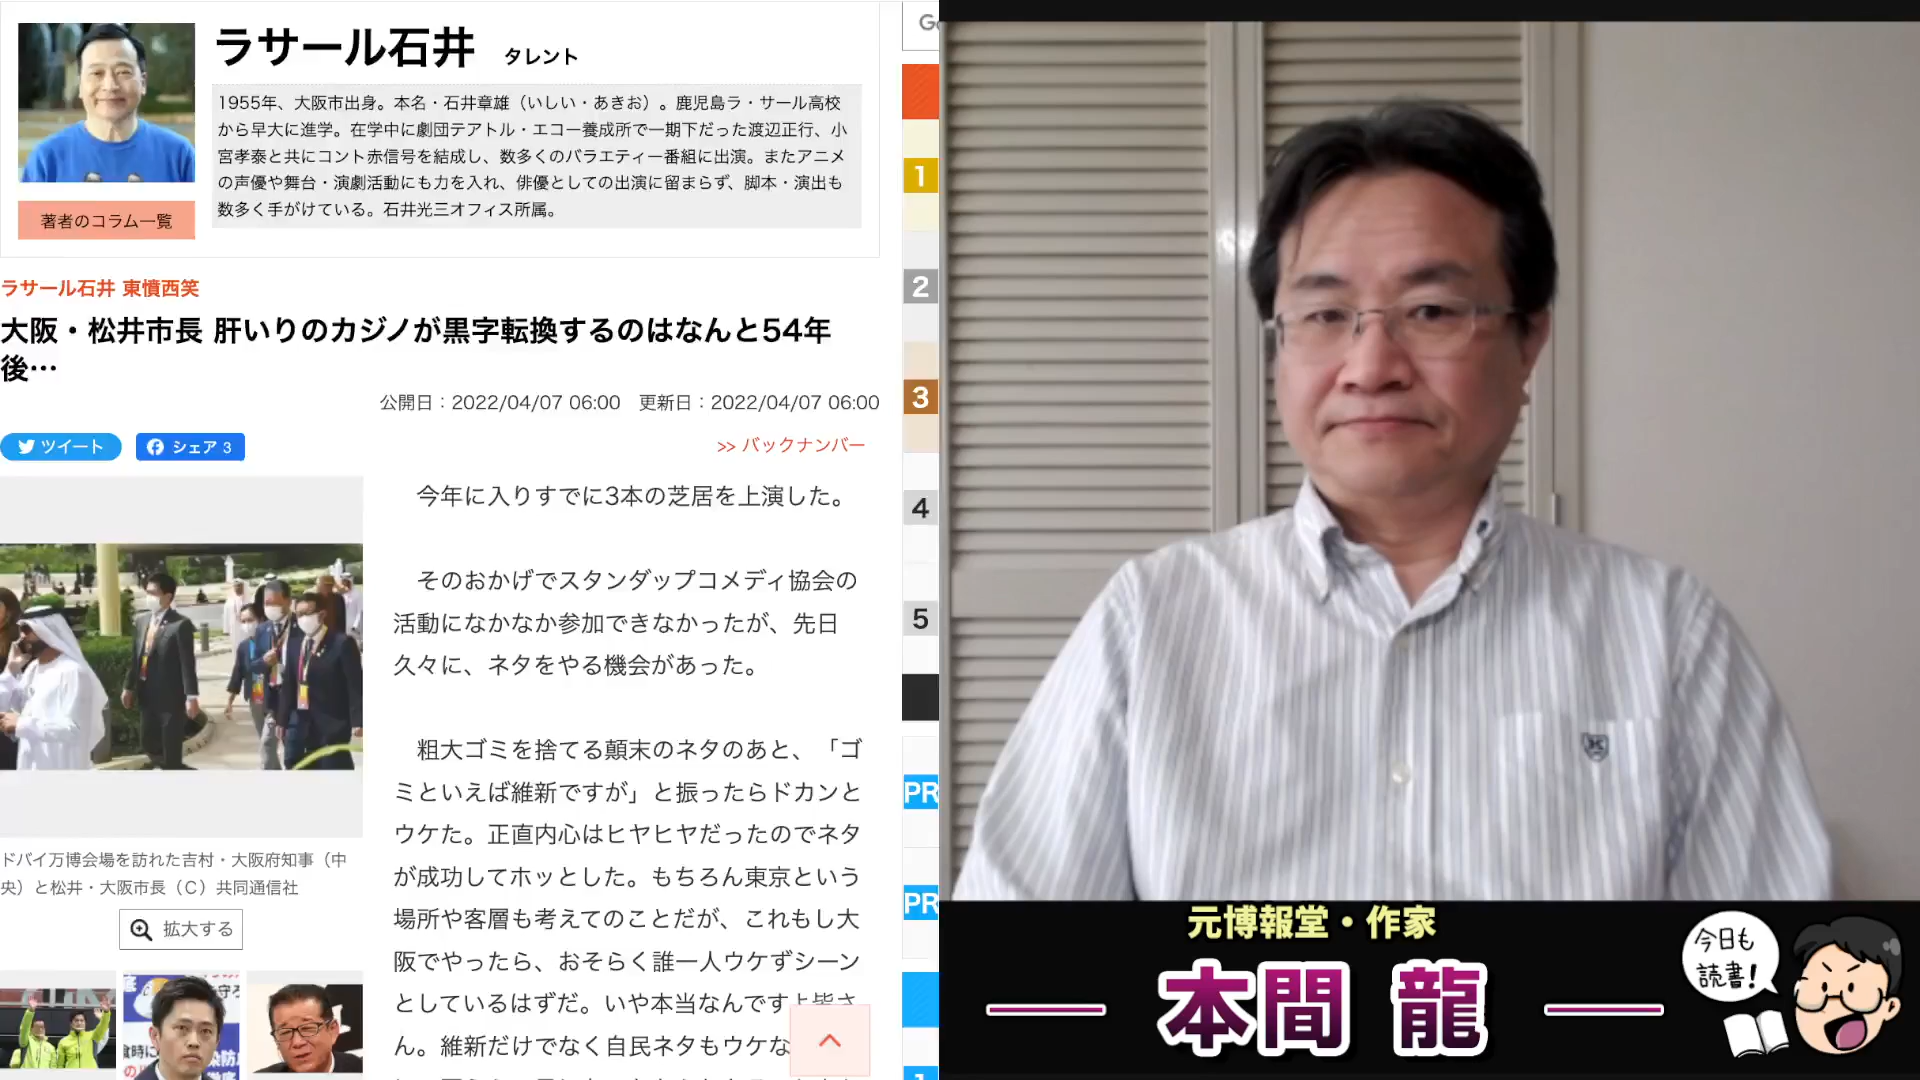 ラサール石井 タレント
1955年、大阪市出身。本名・石井章雄（いしい・あきお）。鹿児島ラ・サール高校
から早大に進学。在学中に劇団テアトル・エコー養成所で一期下だった渡辺正行、小
宮孝泰と共にコント赤信号を結成し、数多くのバラエティー番組に出演。またアニメ
の声優や舞台・演劇活動にも力を入れ、俳優としての出演に留まらず、脚本・演出も
数多く手がけている。石井光三オフィス所属。
著者のコラム一覧
ラサール石井 東憤西笑
大阪・松井市長 肝いりのカジノが黒字転換するのはなんと54年
後…
公開日：2022/04/07 06:00 更新日：2022/04/07 06:00
ツイート
シェア 3
>> バックナンバー
今年に入りすでに3本の芝居を上演した。
そのおかげでスタンダップコメディ協会の
活動になかなか参加できなかったが、先日
久々に、ネタをやる機会があった。
粗大ゴミを捨てる顛末のネタのあと、「ゴ
ミといえば維新ですが」と振ったらドカンと
ウケた。正直内心はヒヤヒヤだったのでネタ
が成功してホッとした。もちろん東京という
場所や客層も考えてのことだが、これもし大
阪でやったら、おそらく誰一人ウケずシーン
としているはずだ。いや本当なんですよ皆さ
ん。維新だけでなく自民ネタもウケな
ドバイ万博会場を訪れた吉村・大阪府知事（中
央）と松井・大阪市長（C）共同通信社
拡大する
1
2
3
4
5
PR
PR
元博報堂・作家
本間 龍
今日も
読書！